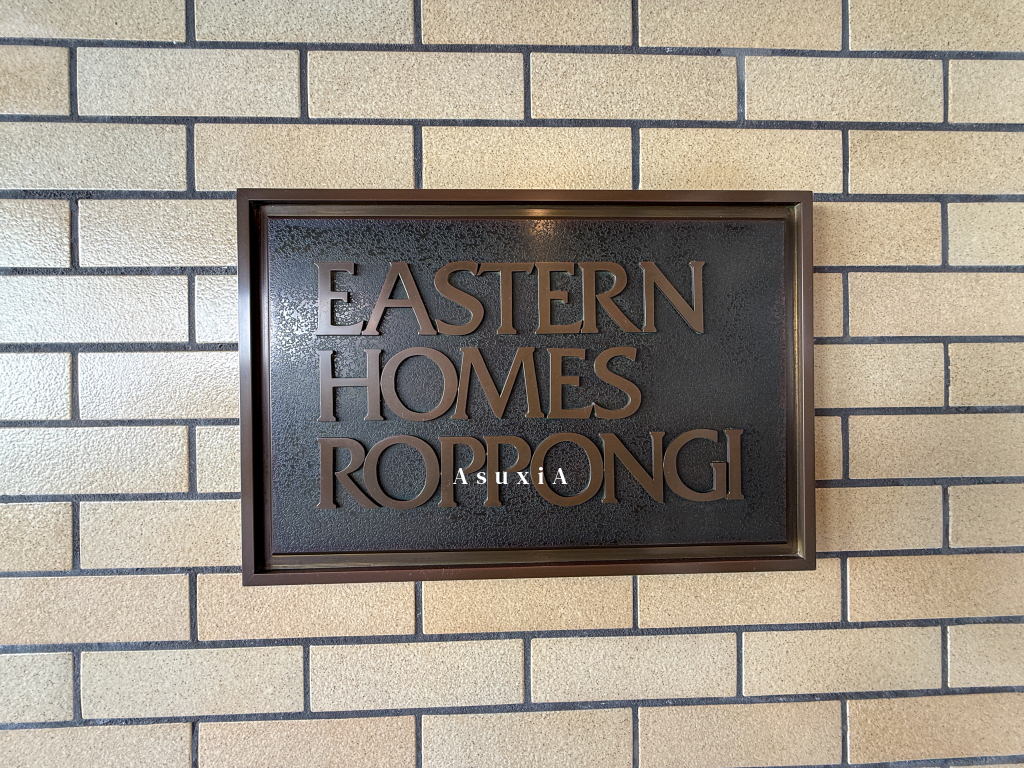 EASTERN
HOMES
ROPPONGI
AsuxiA